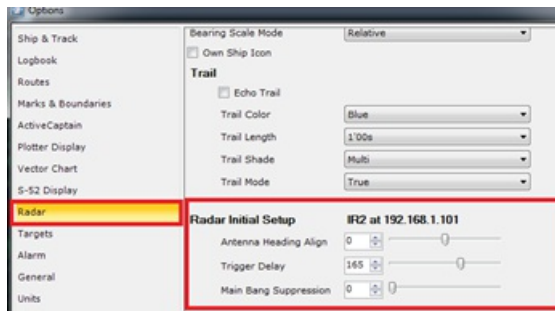 Options
Ship & Track
Logbook
Routes
Marks & Boundaries
ActiveCaptain
Plotter Display
Vector Chart
S-52 Display
Radar
Targets
Alarm
General
Units
Bearing Scale Mode Relative
Own Ship Icon
Trail
Echo Trail
Trail Color Blue
Trail Length 1'00s
Trail Shade Multi
Trail Mode True
Radar Initial Setup IR2 at 192.168.1.101
Antenna Heading Align 0
Trigger Delay 165
Main Bang Suppression 0